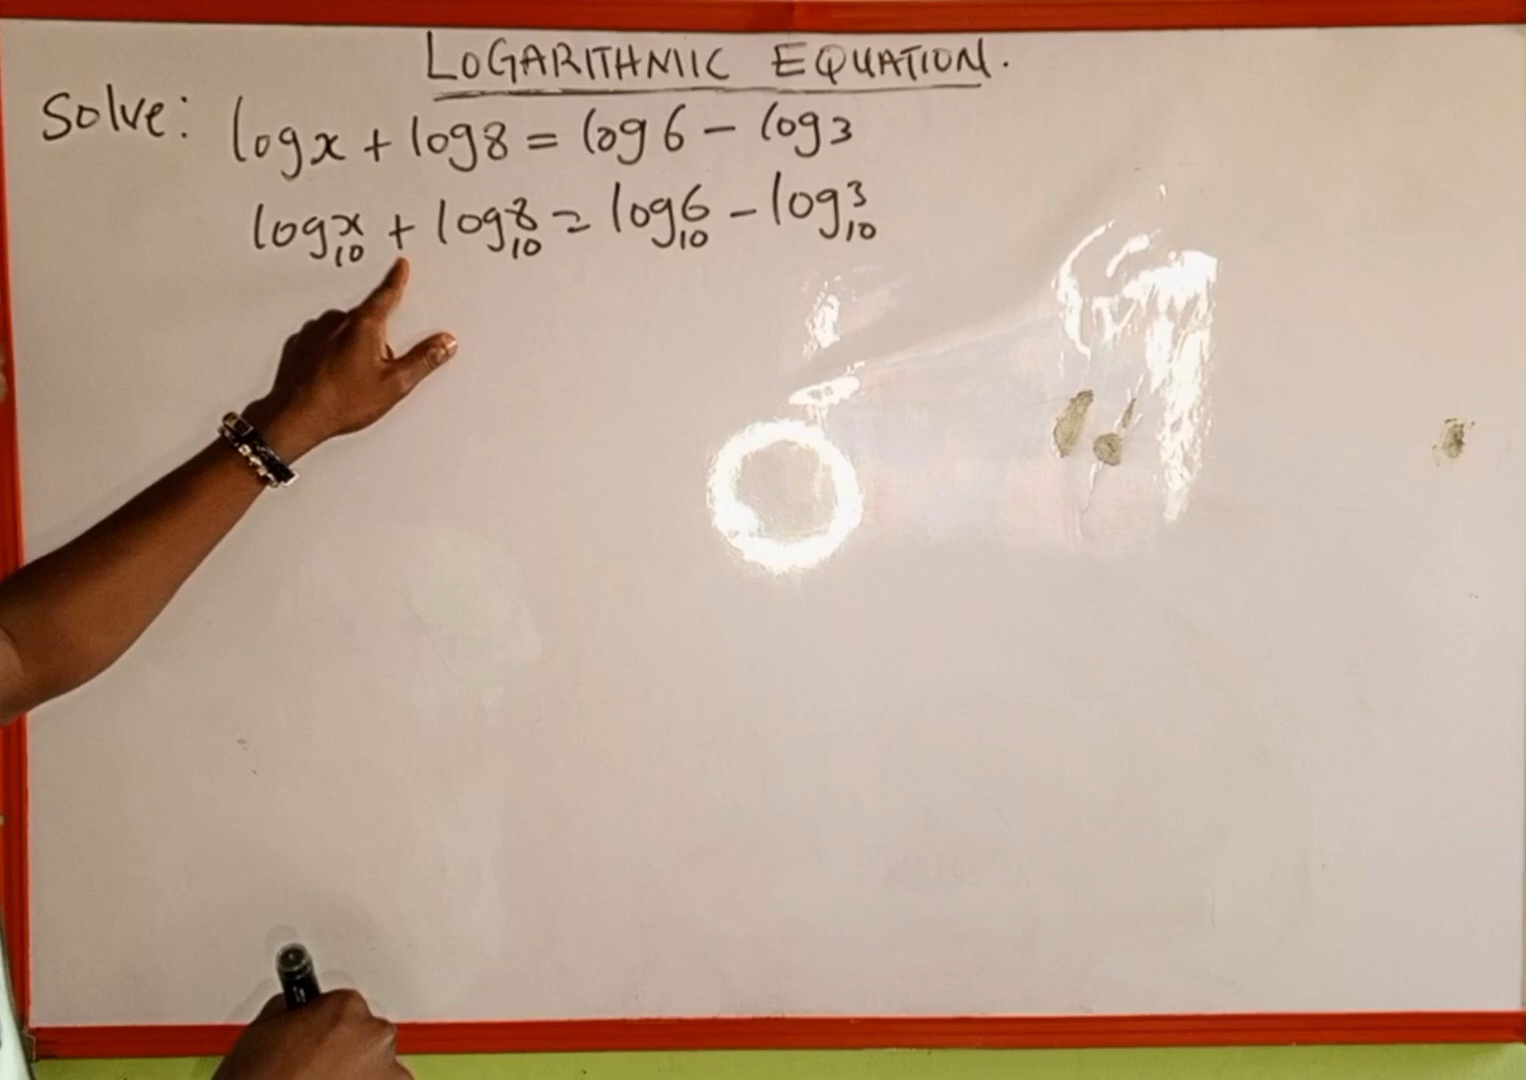 LOGARITHMIC EQUATION.
Solve: log x + log 8 = log 6 - log 3
log₁₀x + log₁₀8 = log₁₀6 - log₁₀3